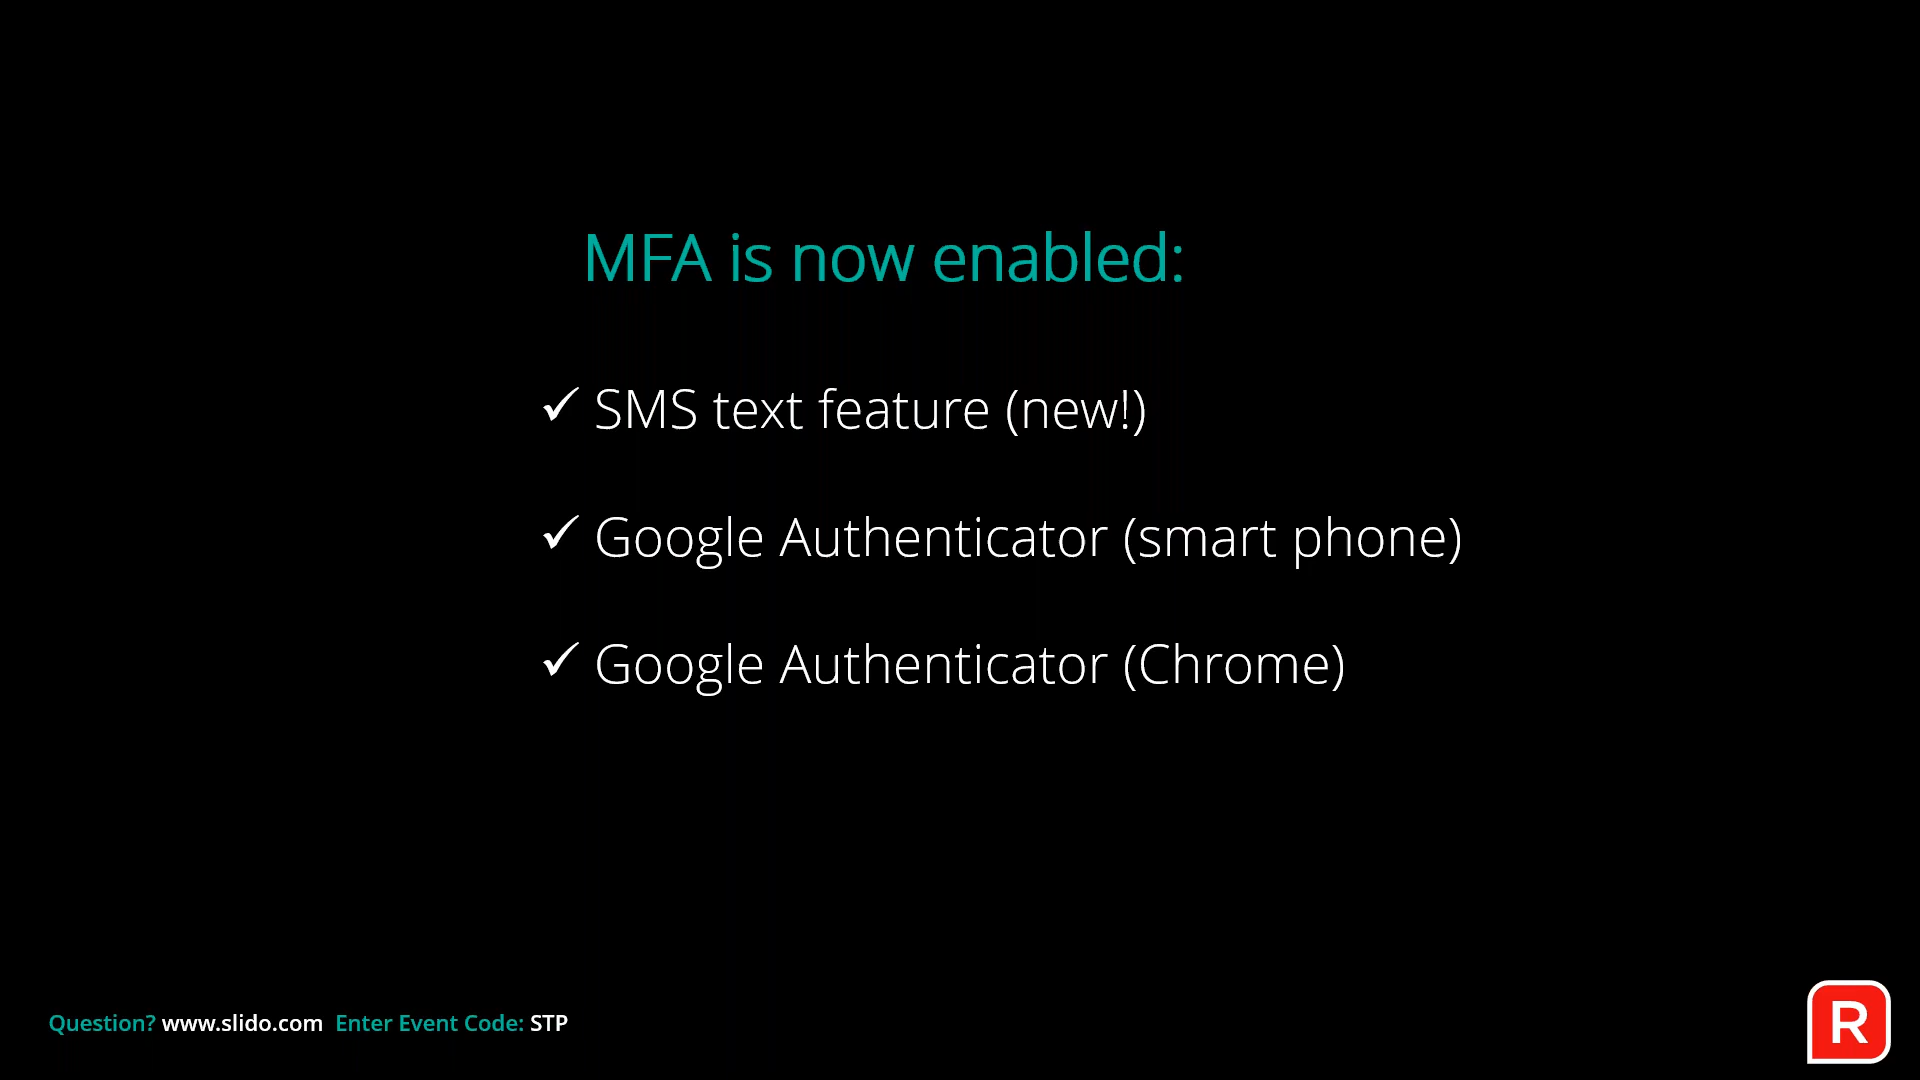 MFA is now enabled:
✓ SMS text feature (new!)
✓ Google Authenticator (smart phone)
✓ Google Authenticator (Chrome)
Question? www.slido.com Enter Event Code: STP
R